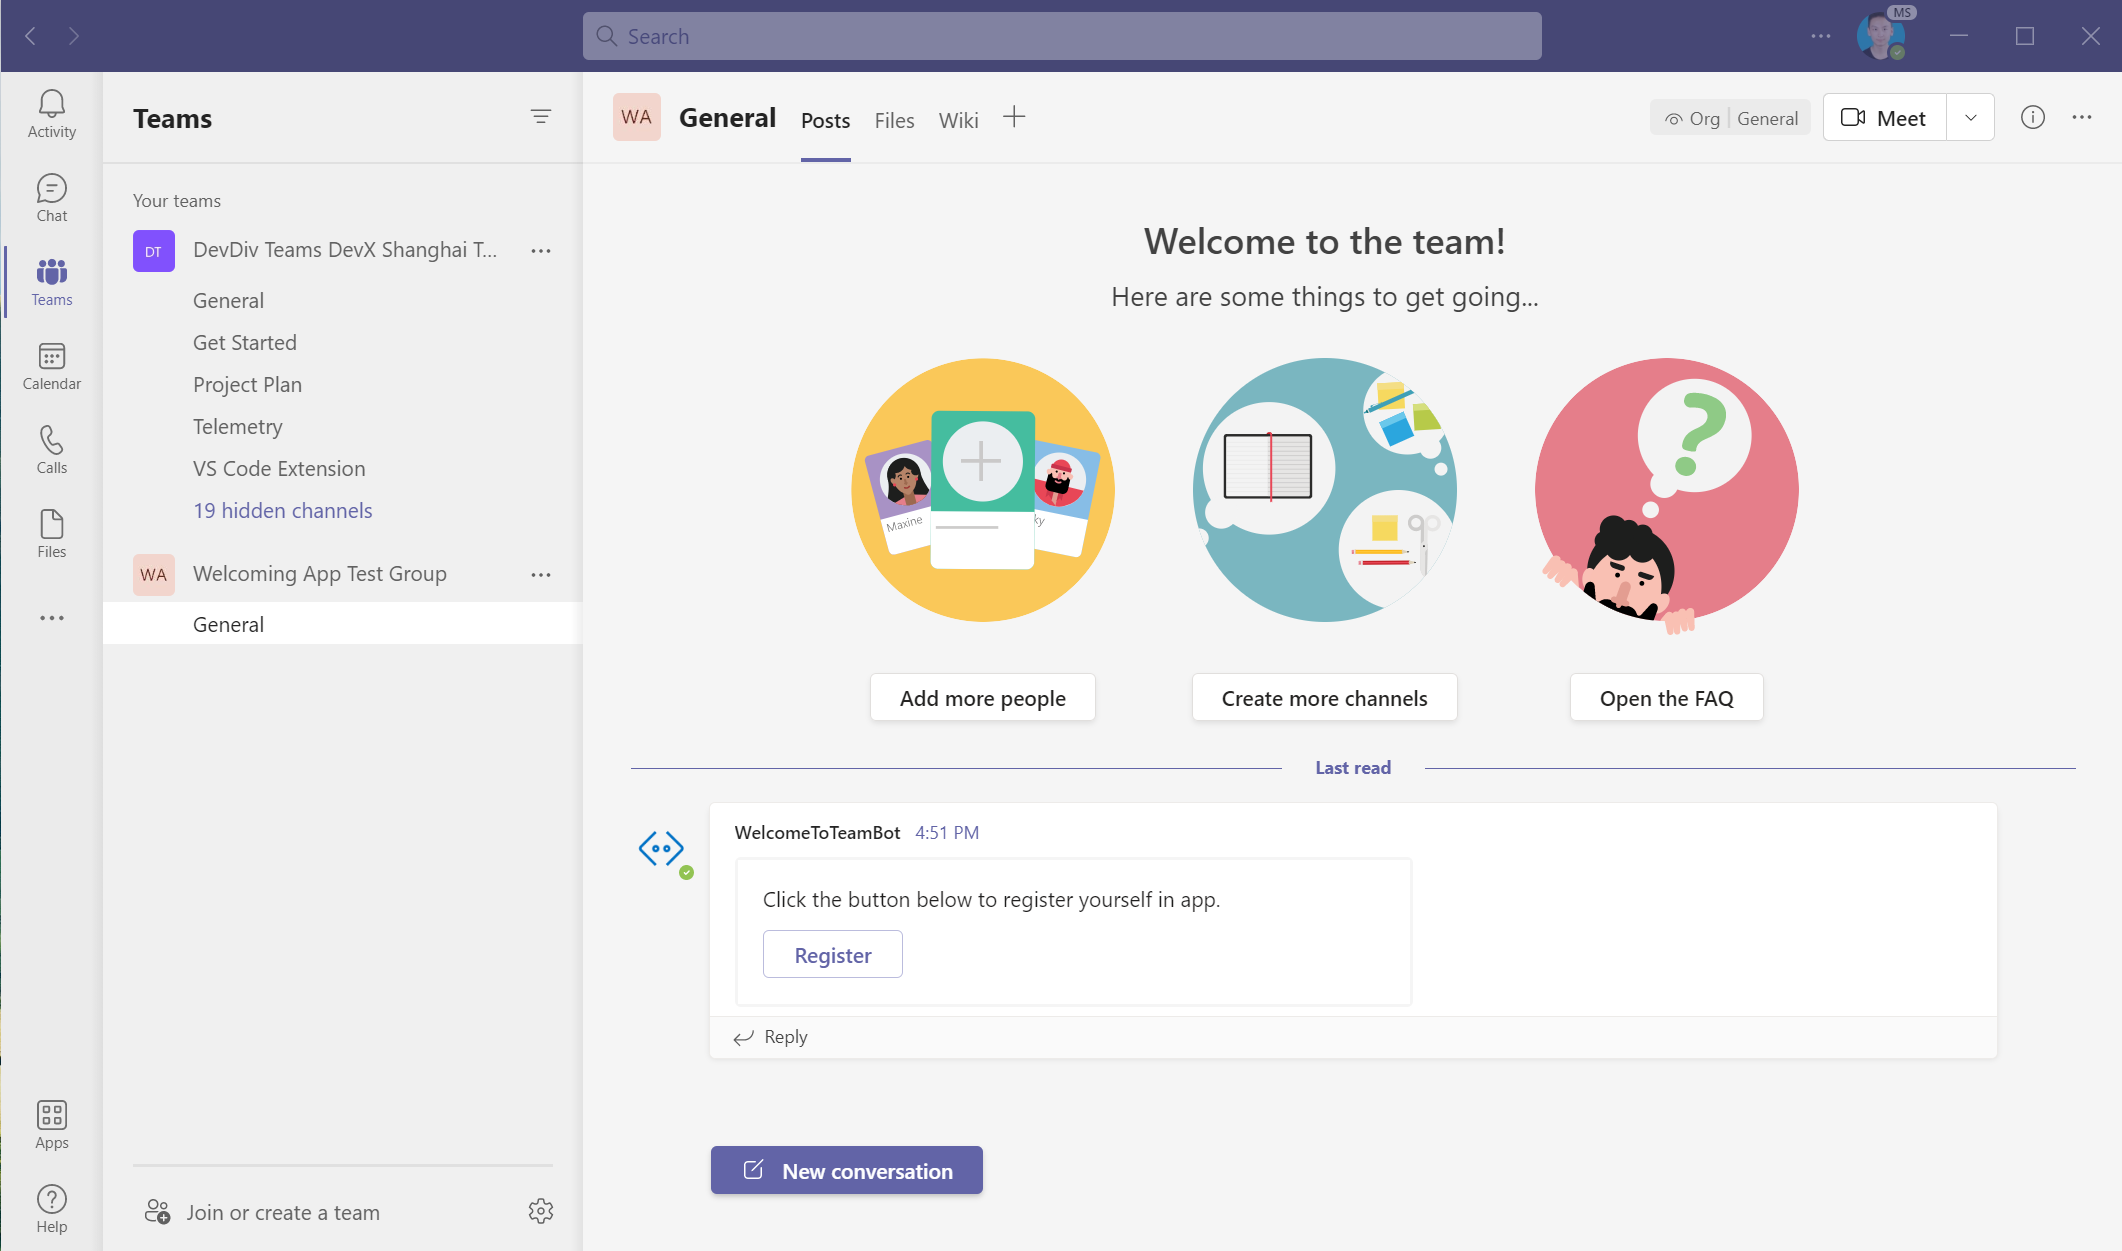 Search
MS
Activity
Chat
Teams
Calendar
Calls
Files
Apps
Help
Teams
Your teams
DT DevDiv Teams DevX Shanghai T...
General
Get Started
Project Plan
Telemetry
VS Code Extension
19 hidden channels
WA Welcoming App Test Group
General
Join or create a team
WA General Posts Files Wiki
Org General Meet
Welcome to the team!
Here are some things to get going...
Maxine
ky
?
Add more people
Create more channels
Open the FAQ
Last read
WelcomeToTeamBot 4:51 PM
Click the button below to register yourself in app.
Register
Reply
New conversation